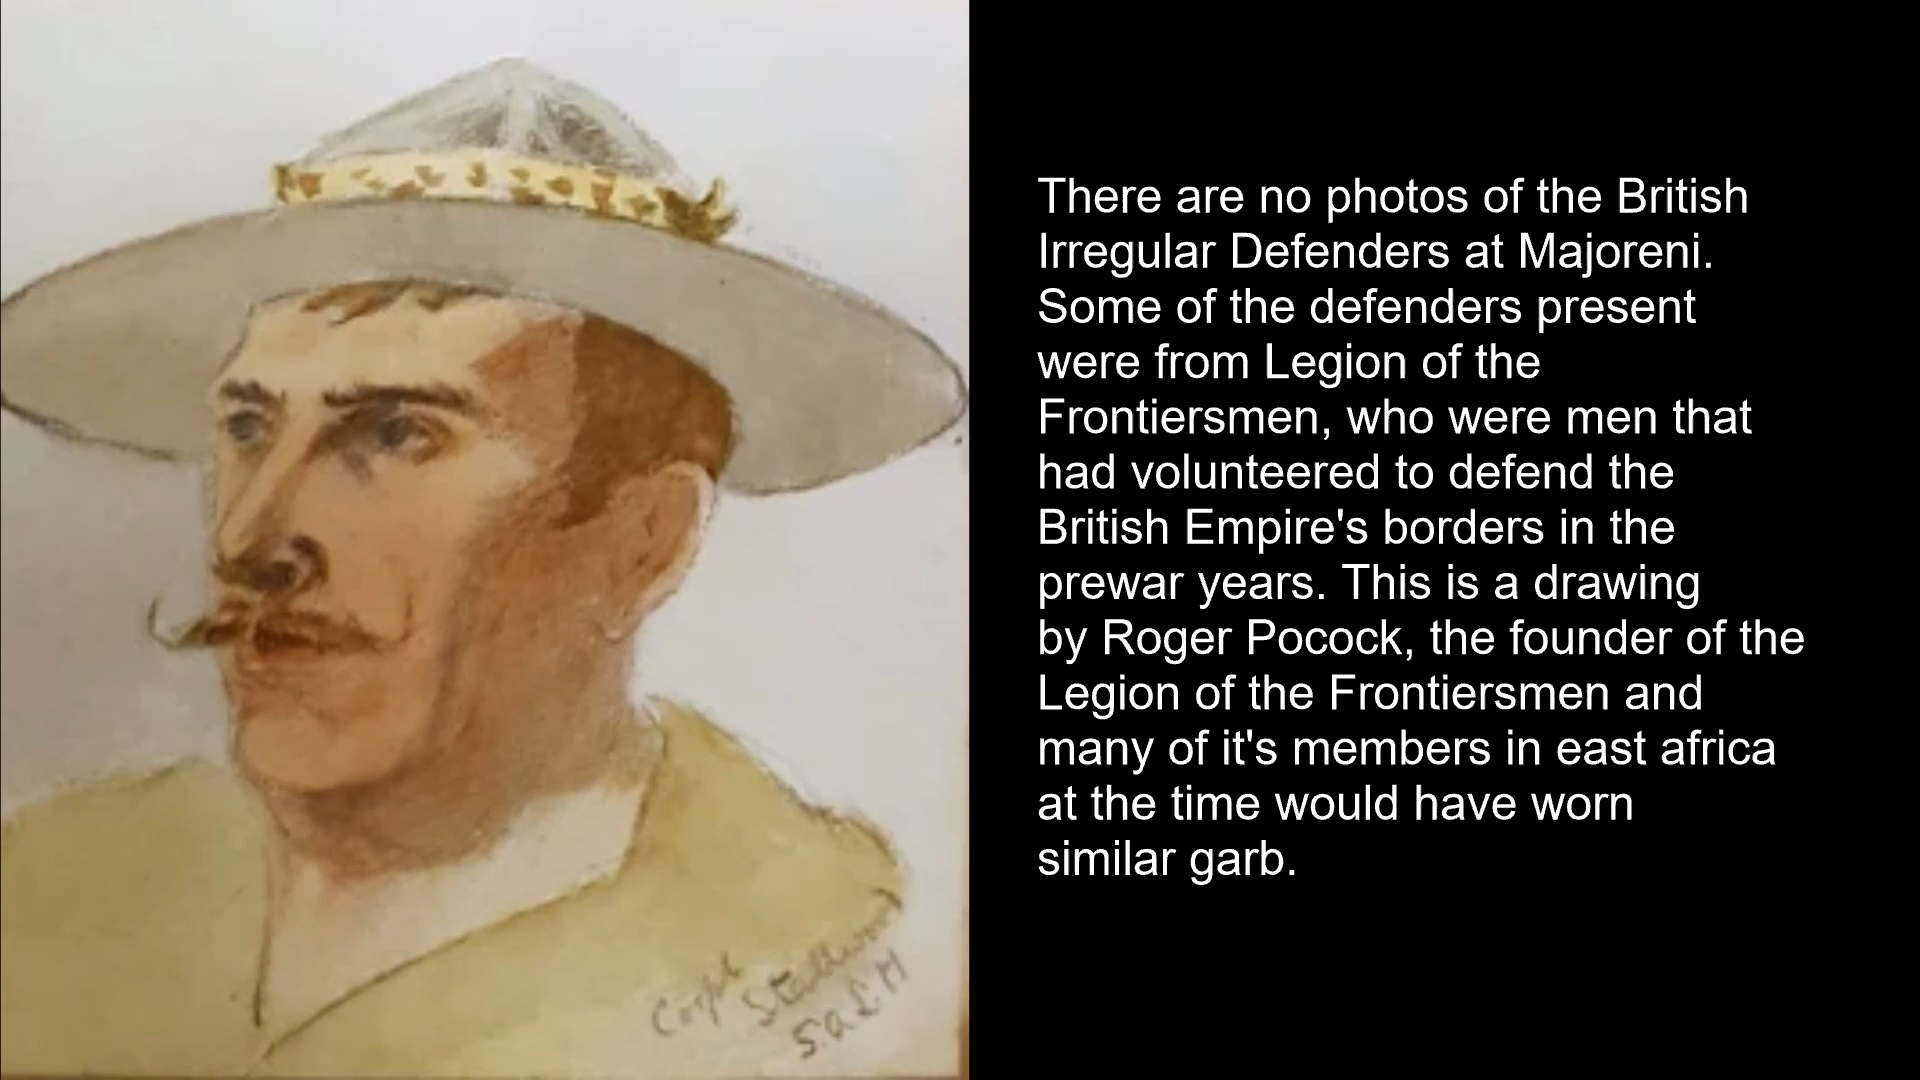 There are no photos of the British
Irregular Defenders at Majoreni.
Some of the defenders present
were from Legion of the
Frontiersmen, who were men that
had volunteered to defend the
British Empire's borders in the
prewar years. This is a drawing
by Roger Pocock, the founder of the
Legion of the Frontiersmen and
many of it's members in east africa
at the time would have worn
similar garb.
Corpl
Stallwood
S.a.L.H